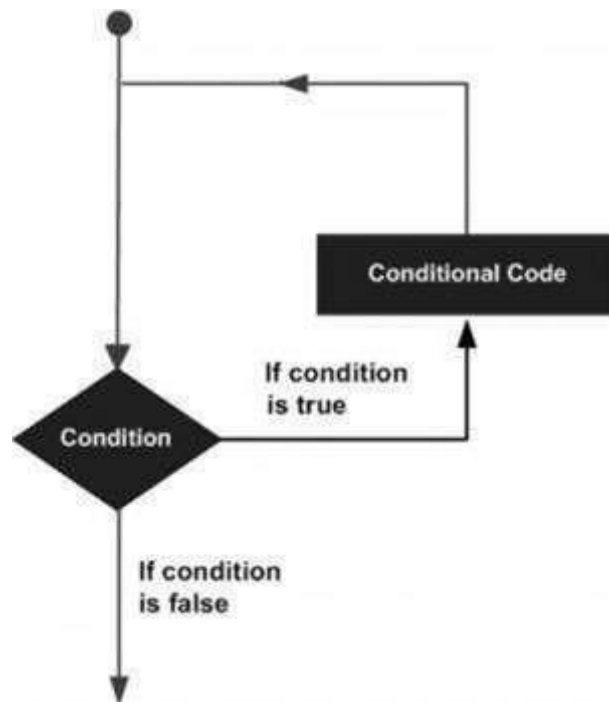 Conditional Code
If condition
is true
Condition
If condition
is false